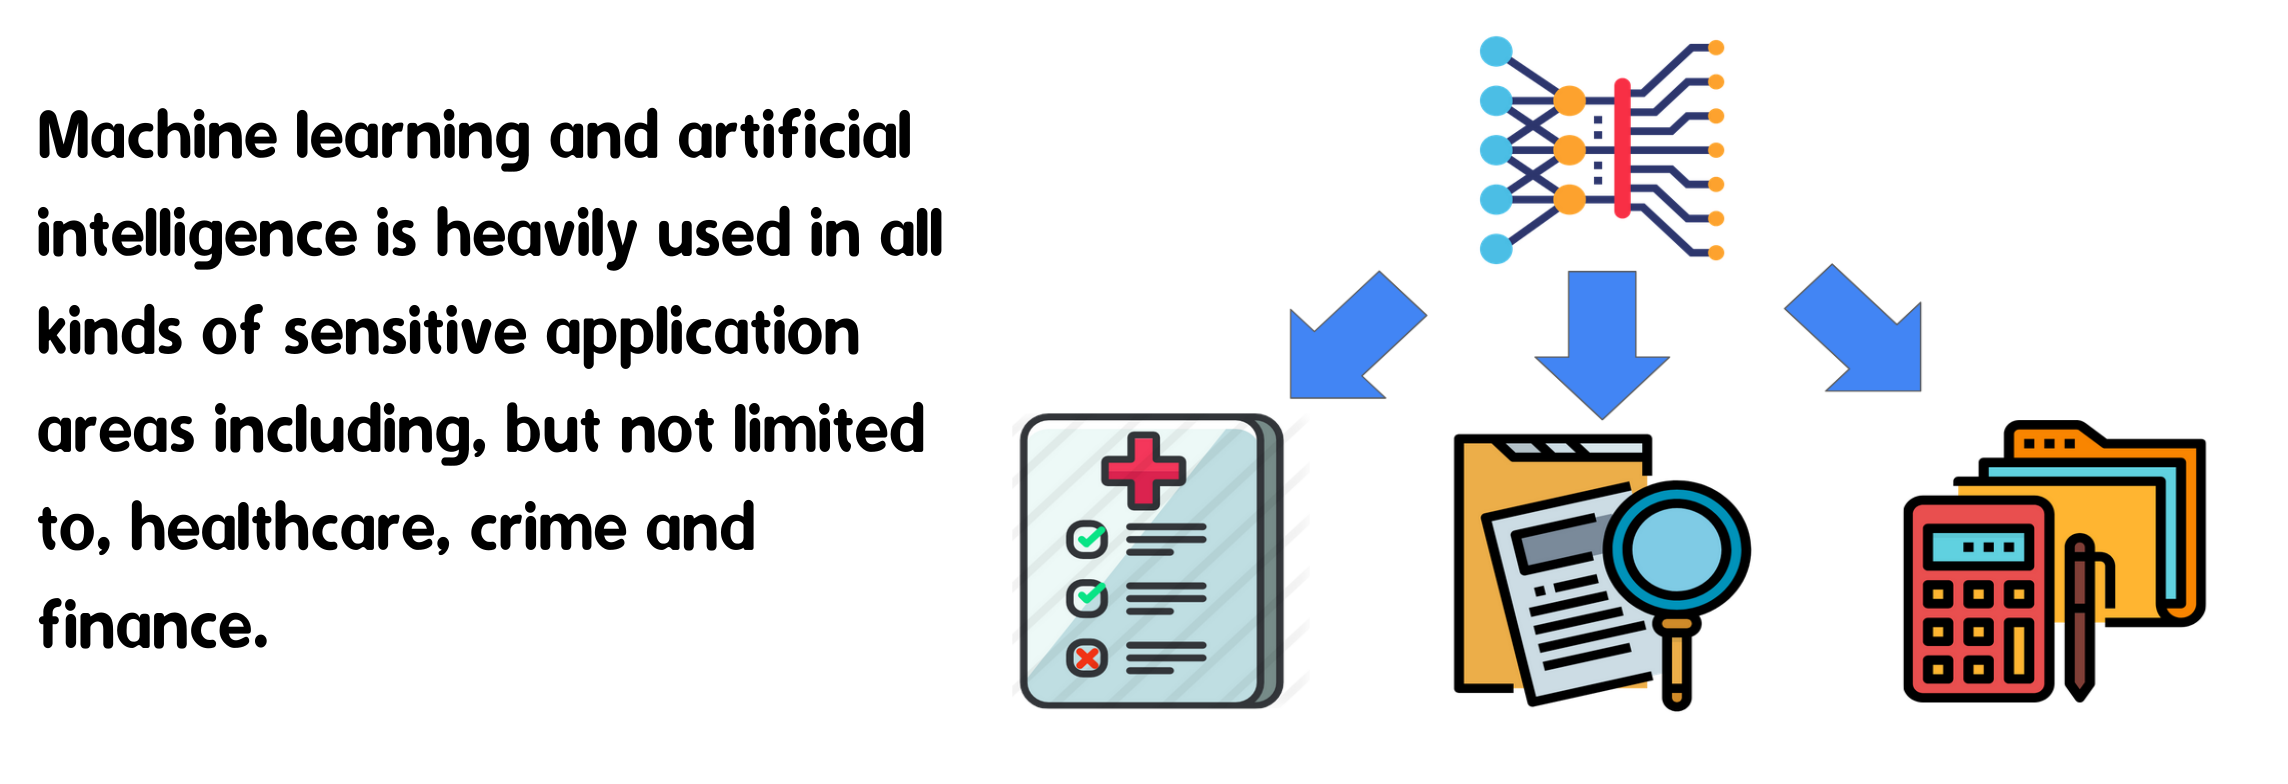 Machine learning and artificial
intelligence is heavily used in all
kinds of sensitive application
areas including, but not limited
to, healthcare, crime and
finance.